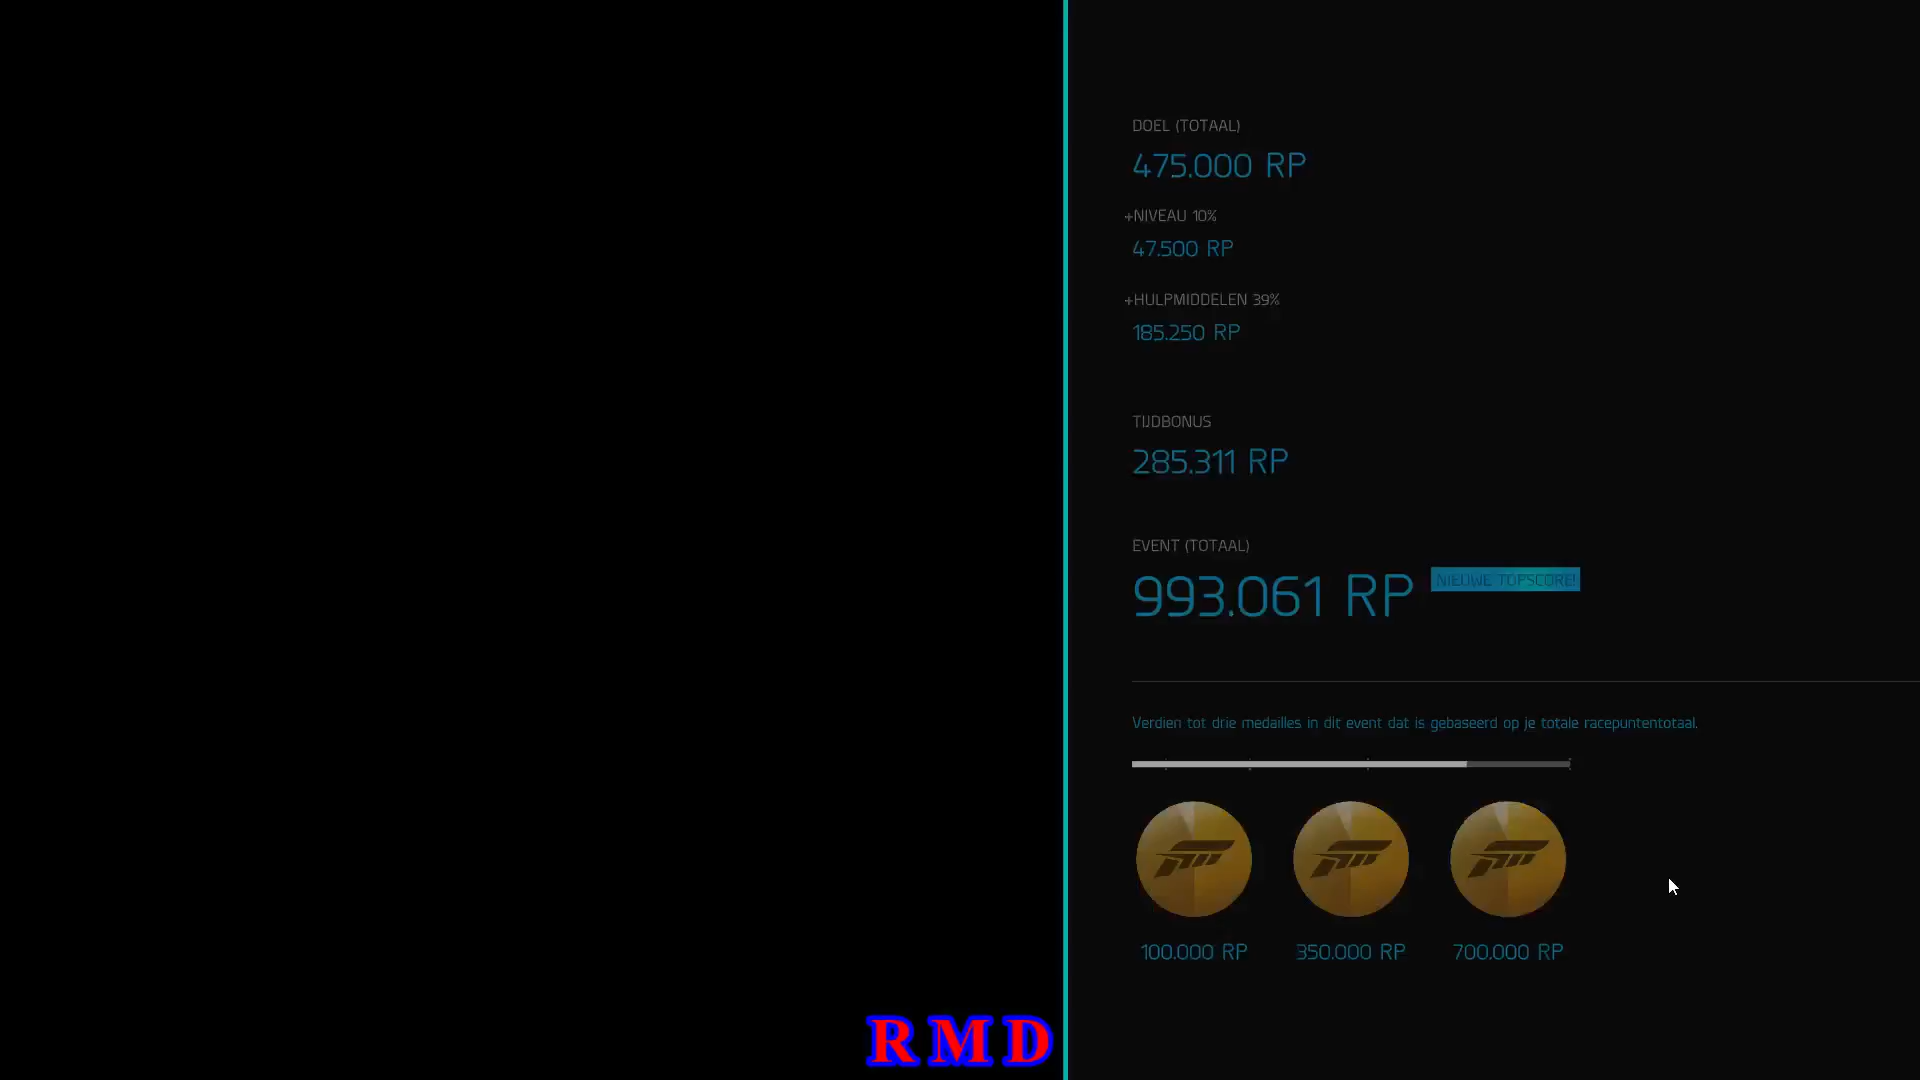 DOEL (TOTAAL)
475.000 RP
+NIVEAU 10%
47.500 RP
+HULPMIDDELEN 39%
185.250 RP
TIJDBONUS
285.311 RP
EVENT (TOTAAL)
993.061 RP NIEUWE TOPSCORE!
Verdien tot drie medailles in dit event dat is gebaseerd op je totale racepuntentotaal.
100.000 RP 350.000 RP 700.000 RP
RMD